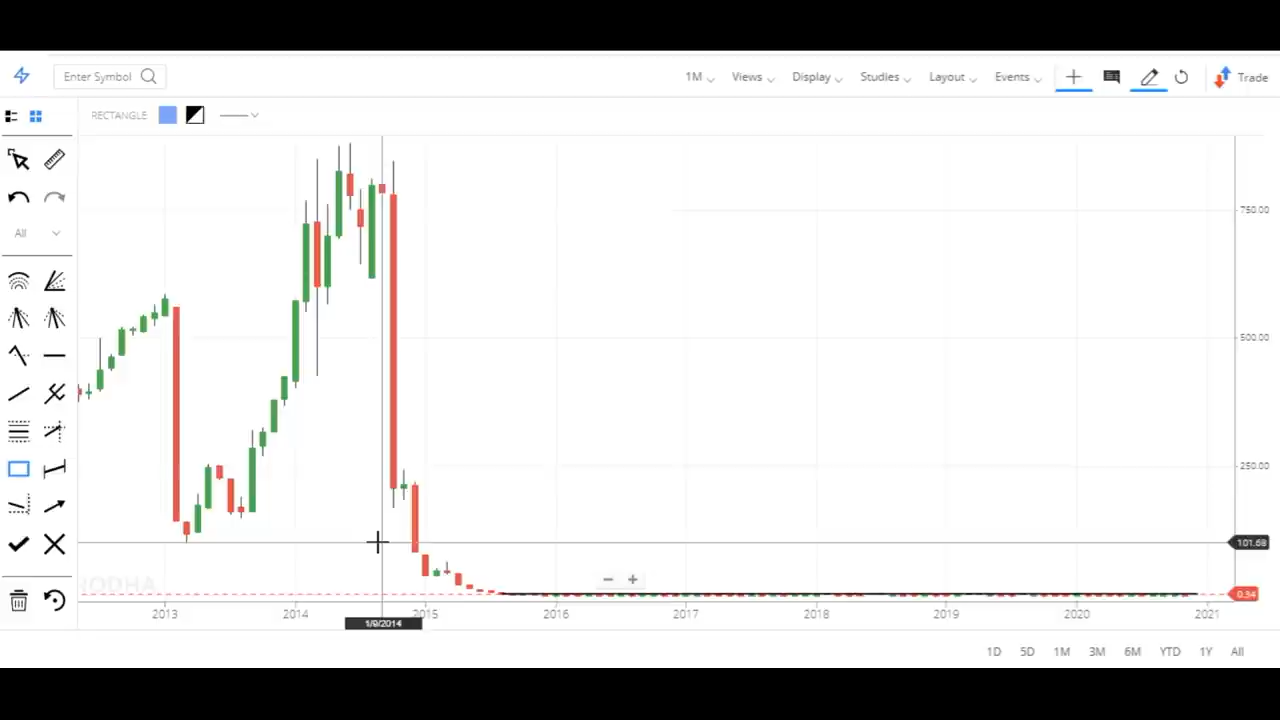 Enter Symbol 1M Views Display Studies Layout Events Trade
RECTANGLE
All
750.00
500.00
250.00
101.68
0.34
2013 2014 2015 2016 2017 2018 2019 2020 2021
1/9/2014
1D 5D 1M 3M 6M YTD 1Y All